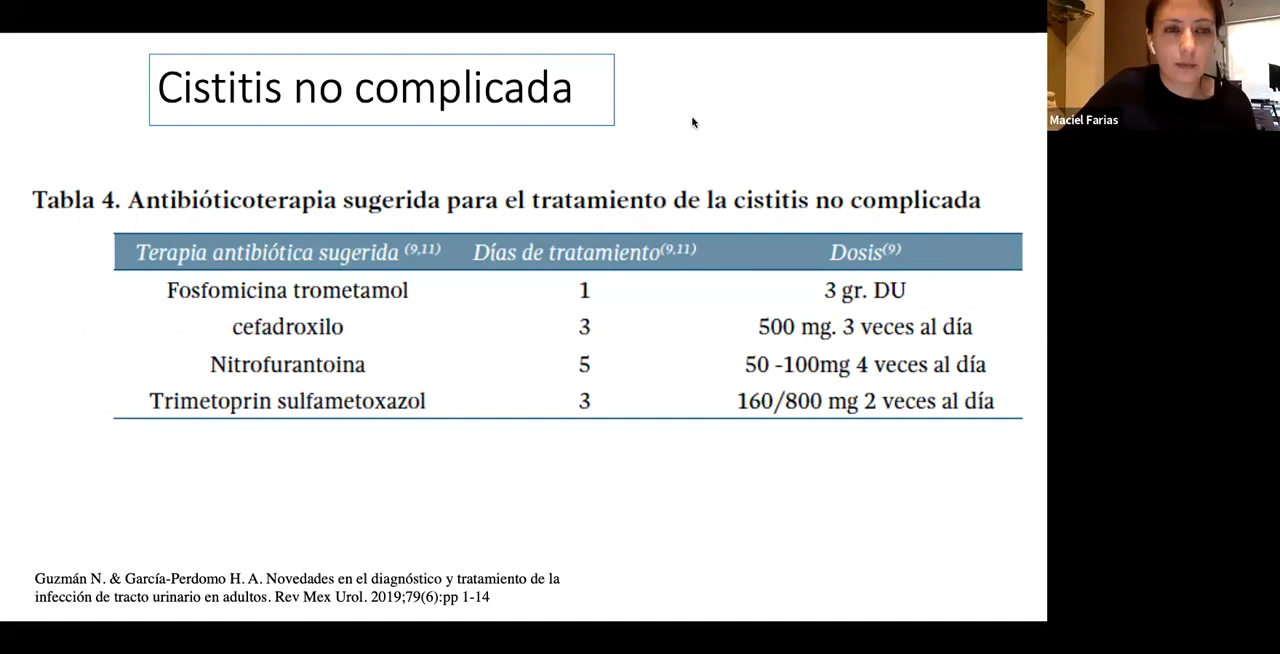 Cistitis no complicada
Maciel Farias
Tabla 4. Antibióticoterapia sugerida para el tratamiento de la cistitis no complicada
Terapia antibiótica sugerida (9,11) Días de tratamiento(9,11) Dosis(9)
Fosfomicina trometamol 1 3 gr. DU
cefadroxilo 3 500 mg. 3 veces al día
Nitrofurantoina 5 50 -100mg 4 veces al día
Trimetoprin sulfametoxazol 3 160/800 mg 2 veces al día
Guzmán N. & García-Perdomo H. A. Novedades en el diagnóstico y tratamiento de la
infección de tracto urinario en adultos. Rev Mex Urol. 2019;79(6):pp 1-14